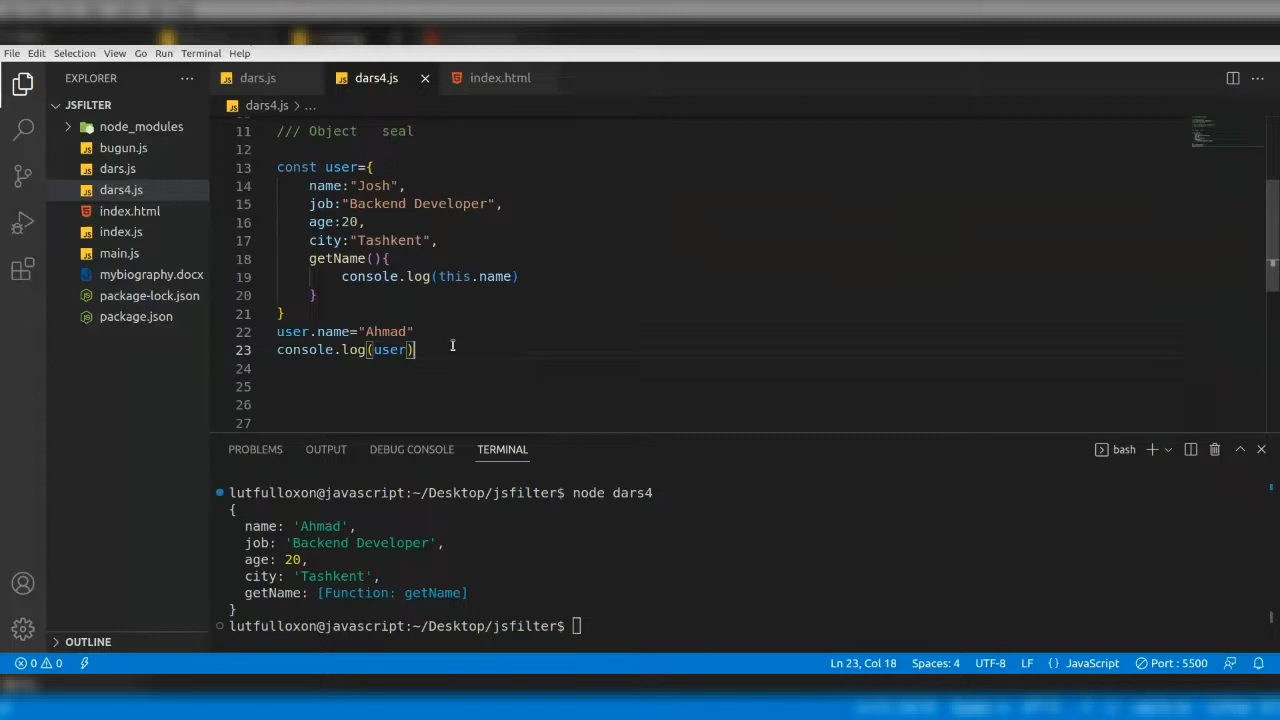 File Edit Selection View Go Run Terminal Help
EXPLORER
dars.js
dars4.js
index.html
JSFILTER
dars4.js > ...
node_modules
bugun.js
dars.js
dars4.js
index.html
index.js
main.js
mybiography.docx
package-lock.json
package.json
OUTLINE
11 /// Object seal
12
13 const user={
14 name:"Josh",
15 job:"Backend Developer",
16 age:20,
17 city:"Tashkent",
18 getName(){
19 console.log(this.name)
20 }
21 }
22 user.name="Ahmad"
23 console.log(user)
24
25
26
27
PROBLEMS OUTPUT DEBUG CONSOLE TERMINAL
bash
lutfulloxon@javascript:~/Desktop/jsfilter$ node dars4
{
name: 'Ahmad',
job: 'Backend Developer',
age: 20,
city: 'Tashkent',
getName: [Function: getName]
}
lutfulloxon@javascript:~/Desktop/jsfilter$
0 0 Ln 23, Col 18 Spaces: 4 UTF-8 LF {} JavaScript Port : 5500